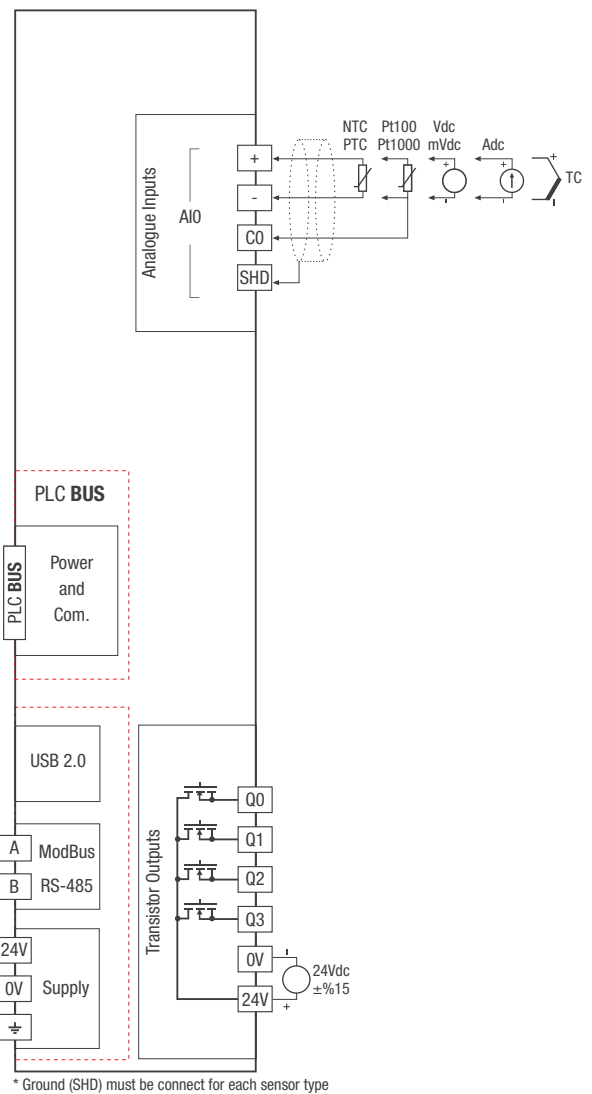 NTC Pt100 Vdc
PTC Pt1000 mVdc Adc
+
-
C0
SHD
AI0
Analogue Inputs
+
-
+
-
+
-
TC
PLC BUS
PLC BUS
Power
and
Com.
USB 2.0
A
B
ModBus
RS-485
24V
0V
Supply
Transistor Outputs
Q0
Q1
Q2
Q3
0V
24V
-
+
24Vdc
±%15
* Ground (SHD) must be connect for each sensor type